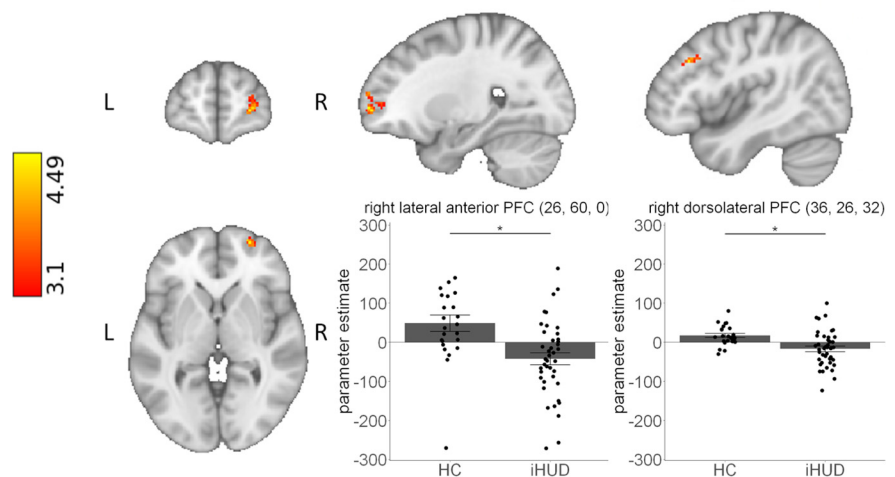 L
R
4.49
3.1
L
R
right lateral anterior PFC (26, 60, 0)
*
300
200
100
0
-100
-200
-300
parameter estimate
HC
iHUD
right dorsolateral PFC (36, 26, 32)
*
300
200
100
0
-100
-200
-300
parameter estimate
HC
iHUD